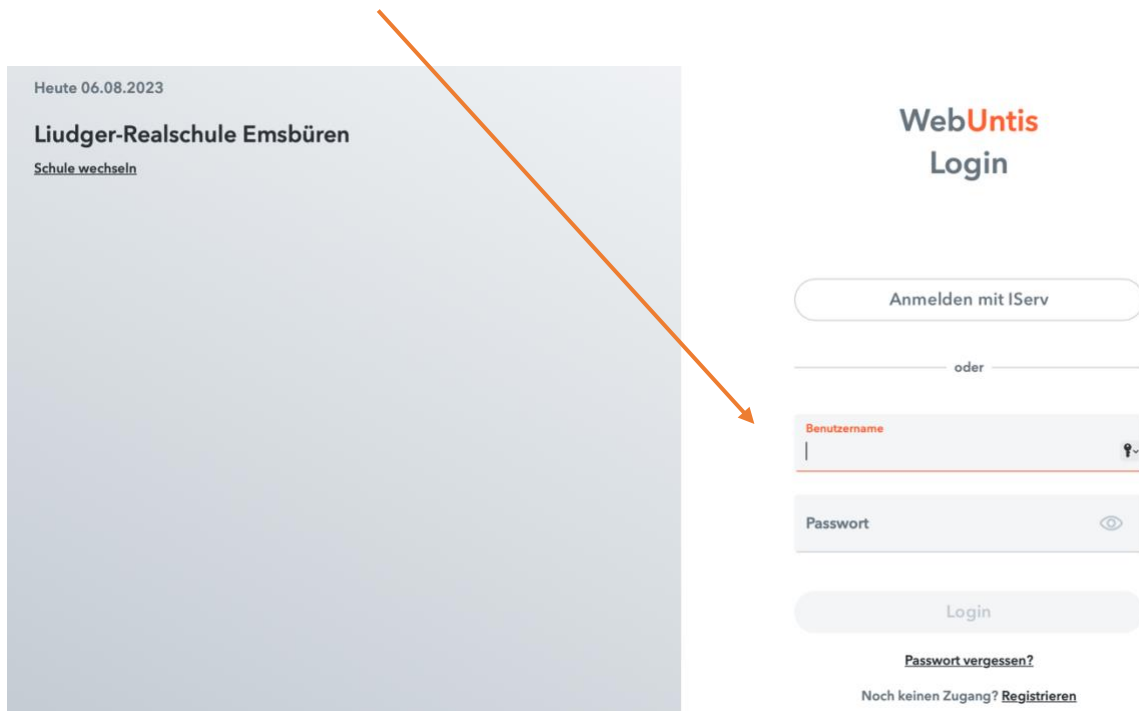 Heute 06.08.2023
Liudger-Realschule Emsbüren
Schule wechseln
WebUntis
Login
Anmelden mit IServ
oder
Benutzername
Passwort
Login
Passwort vergessen?
Noch keinen Zugang? Registrieren